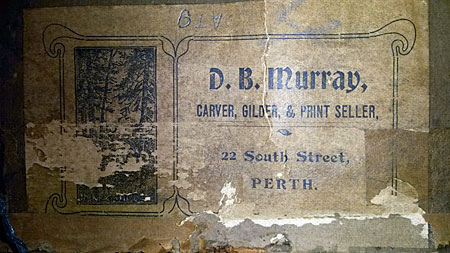 D. B. Murray,
CARVER, GILDER, & PRINT SELLER,
22 South Street,
PERTH.